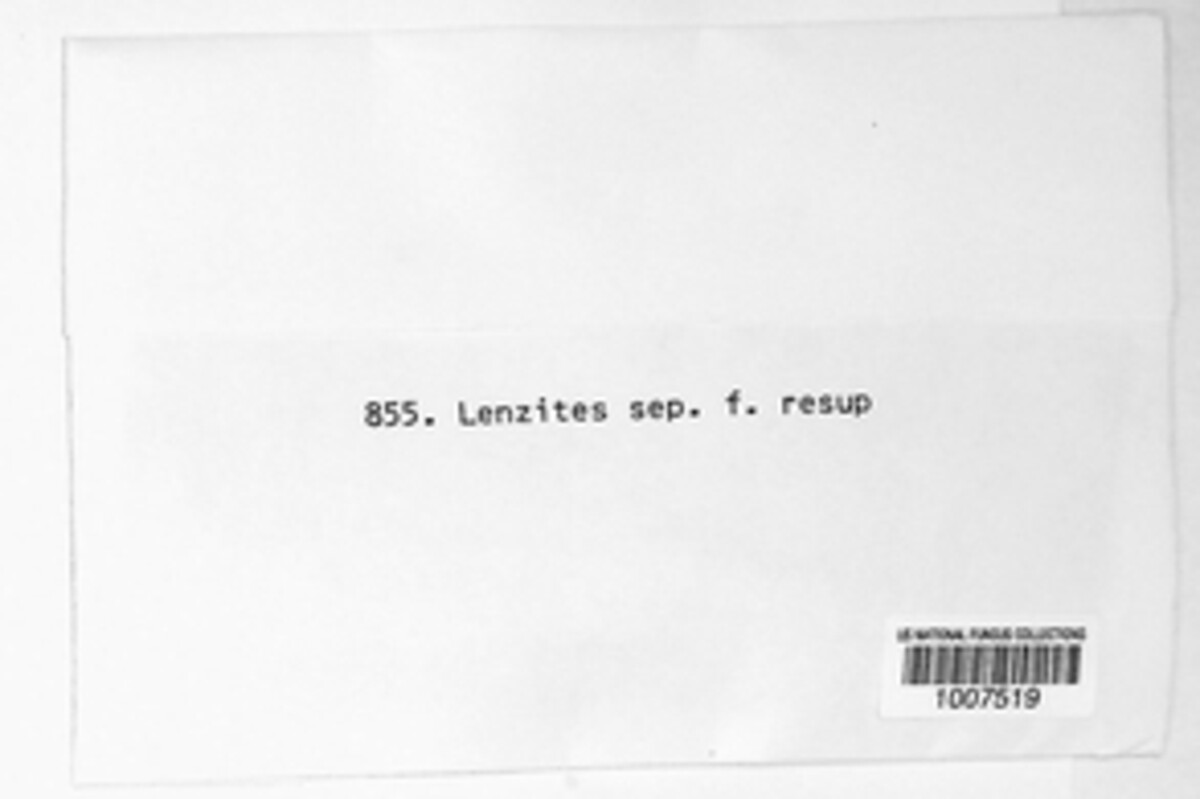 855. Lenzites sep. f. resup
US NATIONAL FUNGUS COLLECTIONS
1007519